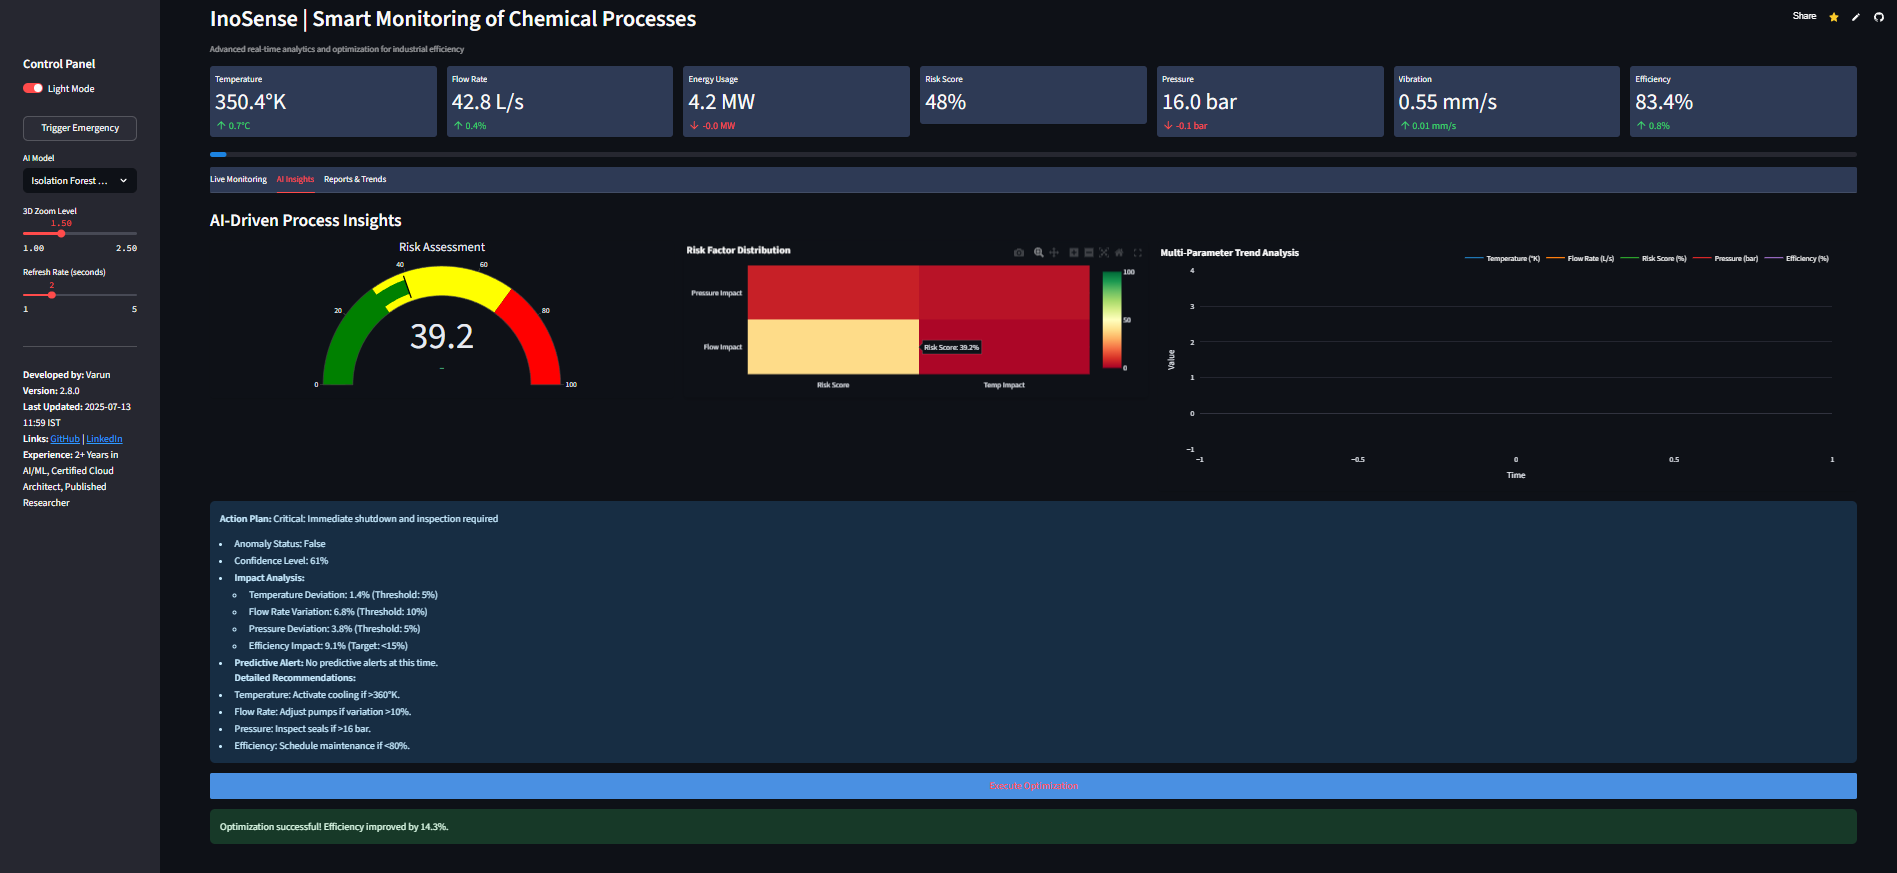 Share
Control Panel
Light Mode
Trigger Emergency
AI Model
Isolation Forest ...
3D Zoom Level
1.50
1.00 2.50
Refresh Rate (seconds)
2
1 5
Developed by: Varun
Version: 2.8.0
Last Updated: 2025-07-13
11:59 IST
Links: GitHub | LinkedIn
Experience: 2+ Years in
AI/ML, Certified Cloud
Architect, Published
Researcher
InoSense | Smart Monitoring of Chemical Processes
Advanced real-time analytics and optimization for industrial efficiency
Temperature
350.4°K
↑ 0.7°C
Flow Rate
42.8 L/s
↑ 0.4%
Energy Usage
4.2 MW
↓ -0.0 MW
Risk Score
48%
Pressure
16.0 bar
↓ -0.1 bar
Vibration
0.55 mm/s
↑ 0.01 mm/s
Efficiency
83.4%
↑ 0.8%
Live Monitoring AI Insights Reports & Trends
AI-Driven Process Insights
Risk Assessment
0
20
40
60
80
100
39.2
-
Risk Factor Distribution
Pressure Impact
Flow Impact
Risk Score: 39.2%
Risk Score Temp Impact
100
50
0
Multi-Parameter Trend Analysis
Temperature (°K) Flow Rate (L/s) Risk Score (%) Pressure (bar) Efficiency (%)
4
3
2
1
0
−1
Value
−1 −0.5 0 0.5 1
Time
Action Plan: Critical: Immediate shutdown and inspection required
• Anomaly Status: False
• Confidence Level: 61%
• Impact Analysis:
◦ Temperature Deviation: 1.4% (Threshold: 5%)
◦ Flow Rate Variation: 6.8% (Threshold: 10%)
◦ Pressure Deviation: 3.8% (Threshold: 5%)
◦ Efficiency Impact: 9.1% (Target: <15%)
• Predictive Alert: No predictive alerts at this time.
Detailed Recommendations:
• Temperature: Activate cooling if >360°K.
• Flow Rate: Adjust pumps if variation >10%.
• Pressure: Inspect seals if >16 bar.
• Efficiency: Schedule maintenance if <80%.
Execute Optimization
Optimization successful! Efficiency improved by 14.3%.